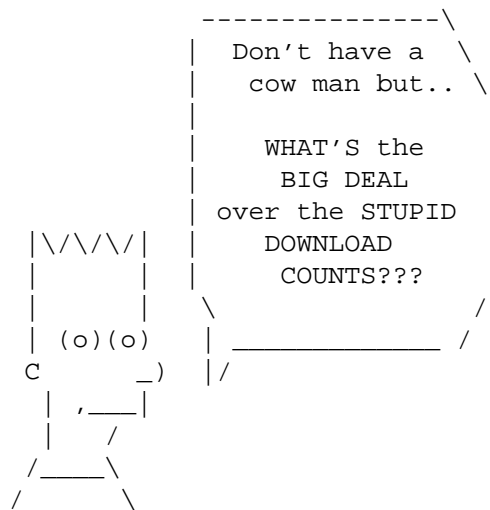 Don't have a
cow man but..
WHAT'S the
BIG DEAL
over the STUPID
DOWNLOAD
COUNTS???